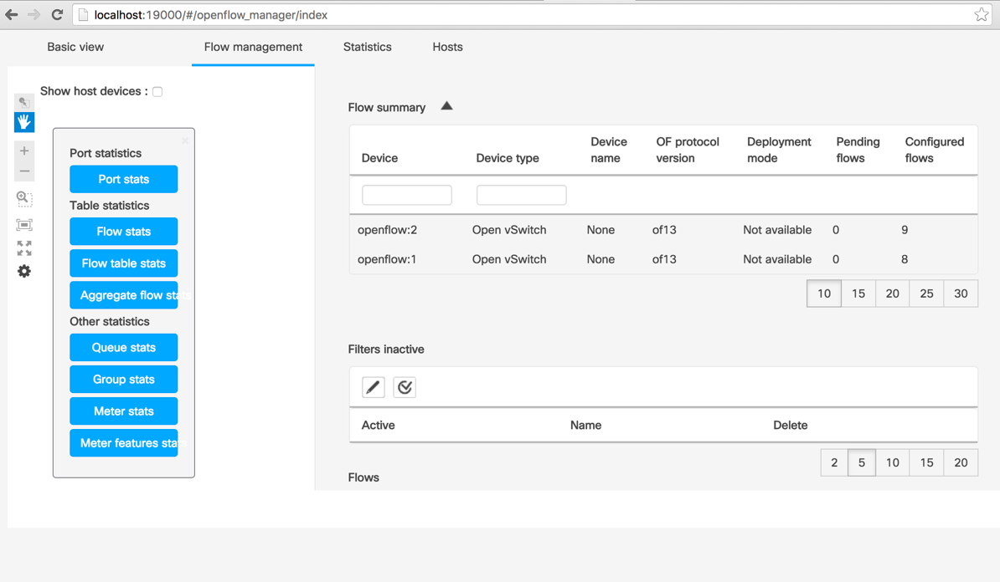 localhost:19000/#/openflow_manager/index
Basic view Flow management Statistics Hosts
Show host devices :
Port statistics
Port stats
Table statistics
Flow stats
Flow table stats
Aggregate flow stats
Other statistics
Queue stats
Group stats
Meter stats
Meter features stats
Flow summary
Device Device type Device name OF protocol version Deployment mode Pending flows Configured flows
openflow:2 Open vSwitch None of13 Not available 0 9
openflow:1 Open vSwitch None of13 Not available 0 8
10 15 20 25 30
Filters inactive
Active Name Delete
2 5 10 15 20
Flows